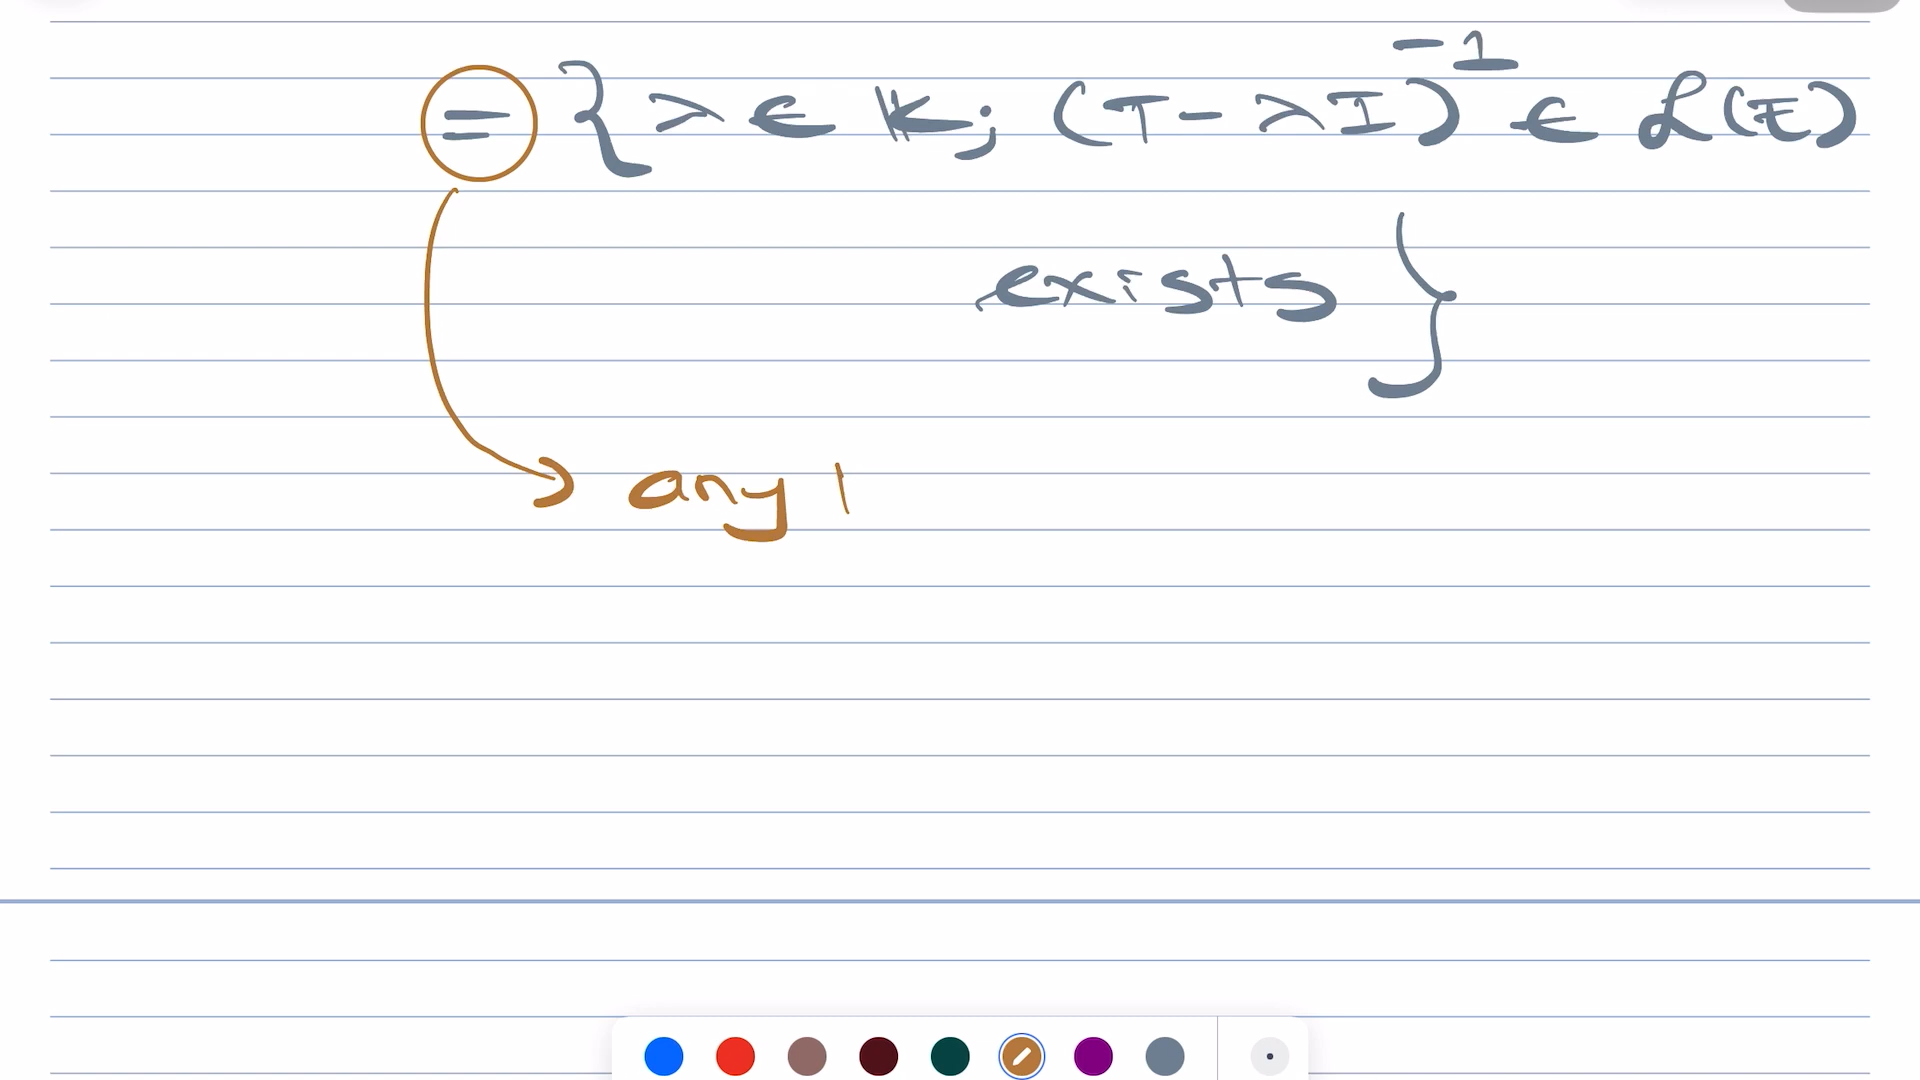 = { λ ∈ 𝕂; (T - λI)⁻¹ ∈ ℒ(E)
exists }
any